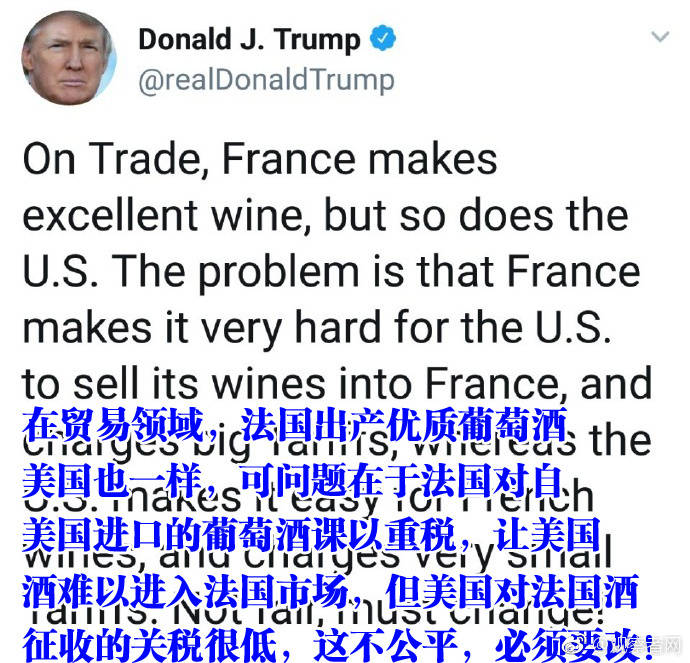 Donald J. Trump
@realDonaldTrump
On Trade, France makes
excellent wine, but so does the
U.S. The problem is that France
makes it very hard for the U.S.
to sell its wines into France, and
在贸易领域，法国出产优质葡萄酒
charges big Tariffs, whereas the
美国也一样，可问题在于法国对自
U.S. makes it easy for French
美国进口的葡萄酒课以重税，让美国
wines, and charges very small
酒难以进入法国市场，但美国对法国酒
Tariffs. Not fair, must change!
征收的关税很低，这不公平，必须要改！
@观察者网